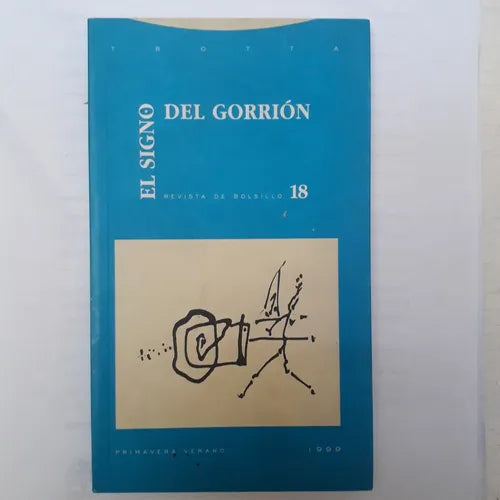 TROTTA
EL SIGNO
DEL GORRIÓN
REVISTA DE BOLSILLO 18
PRIMAVERA VERANO 1999